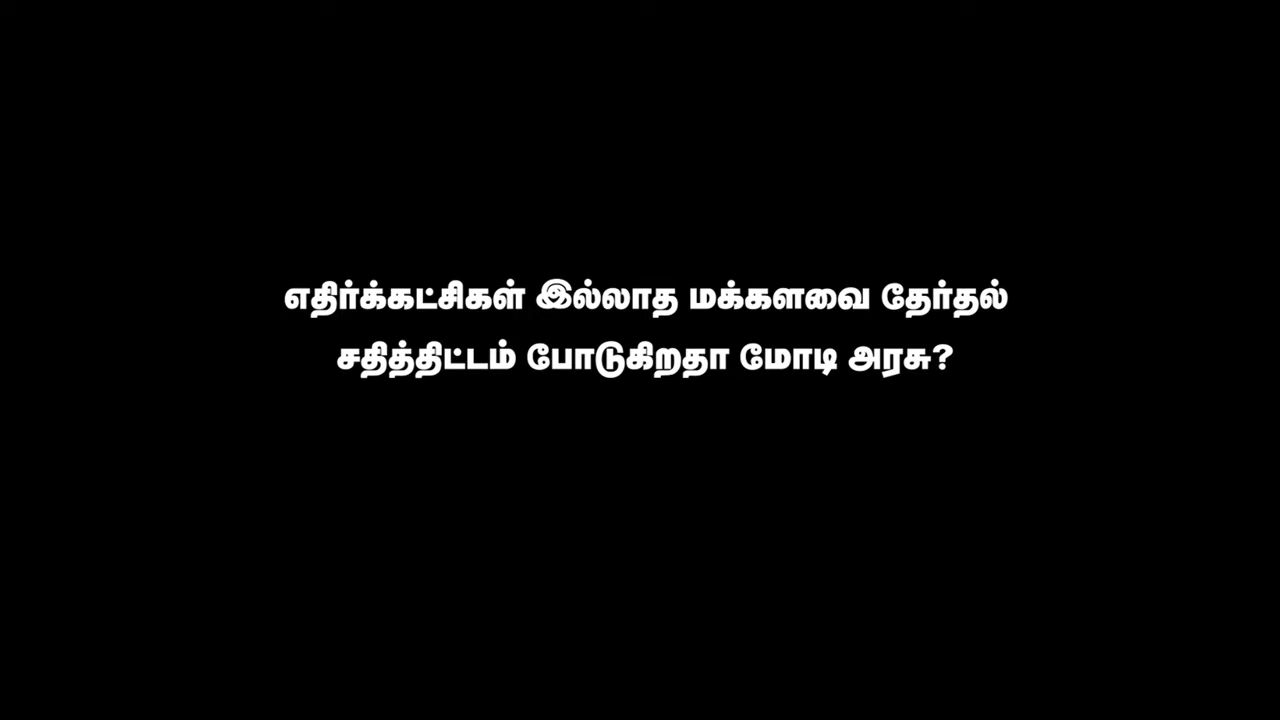 எதிர்க்கட்சிகள் இல்லாத மக்களவை தேர்தல்
சதித்திட்டம் போடுகிறதா மோடி அரசு?